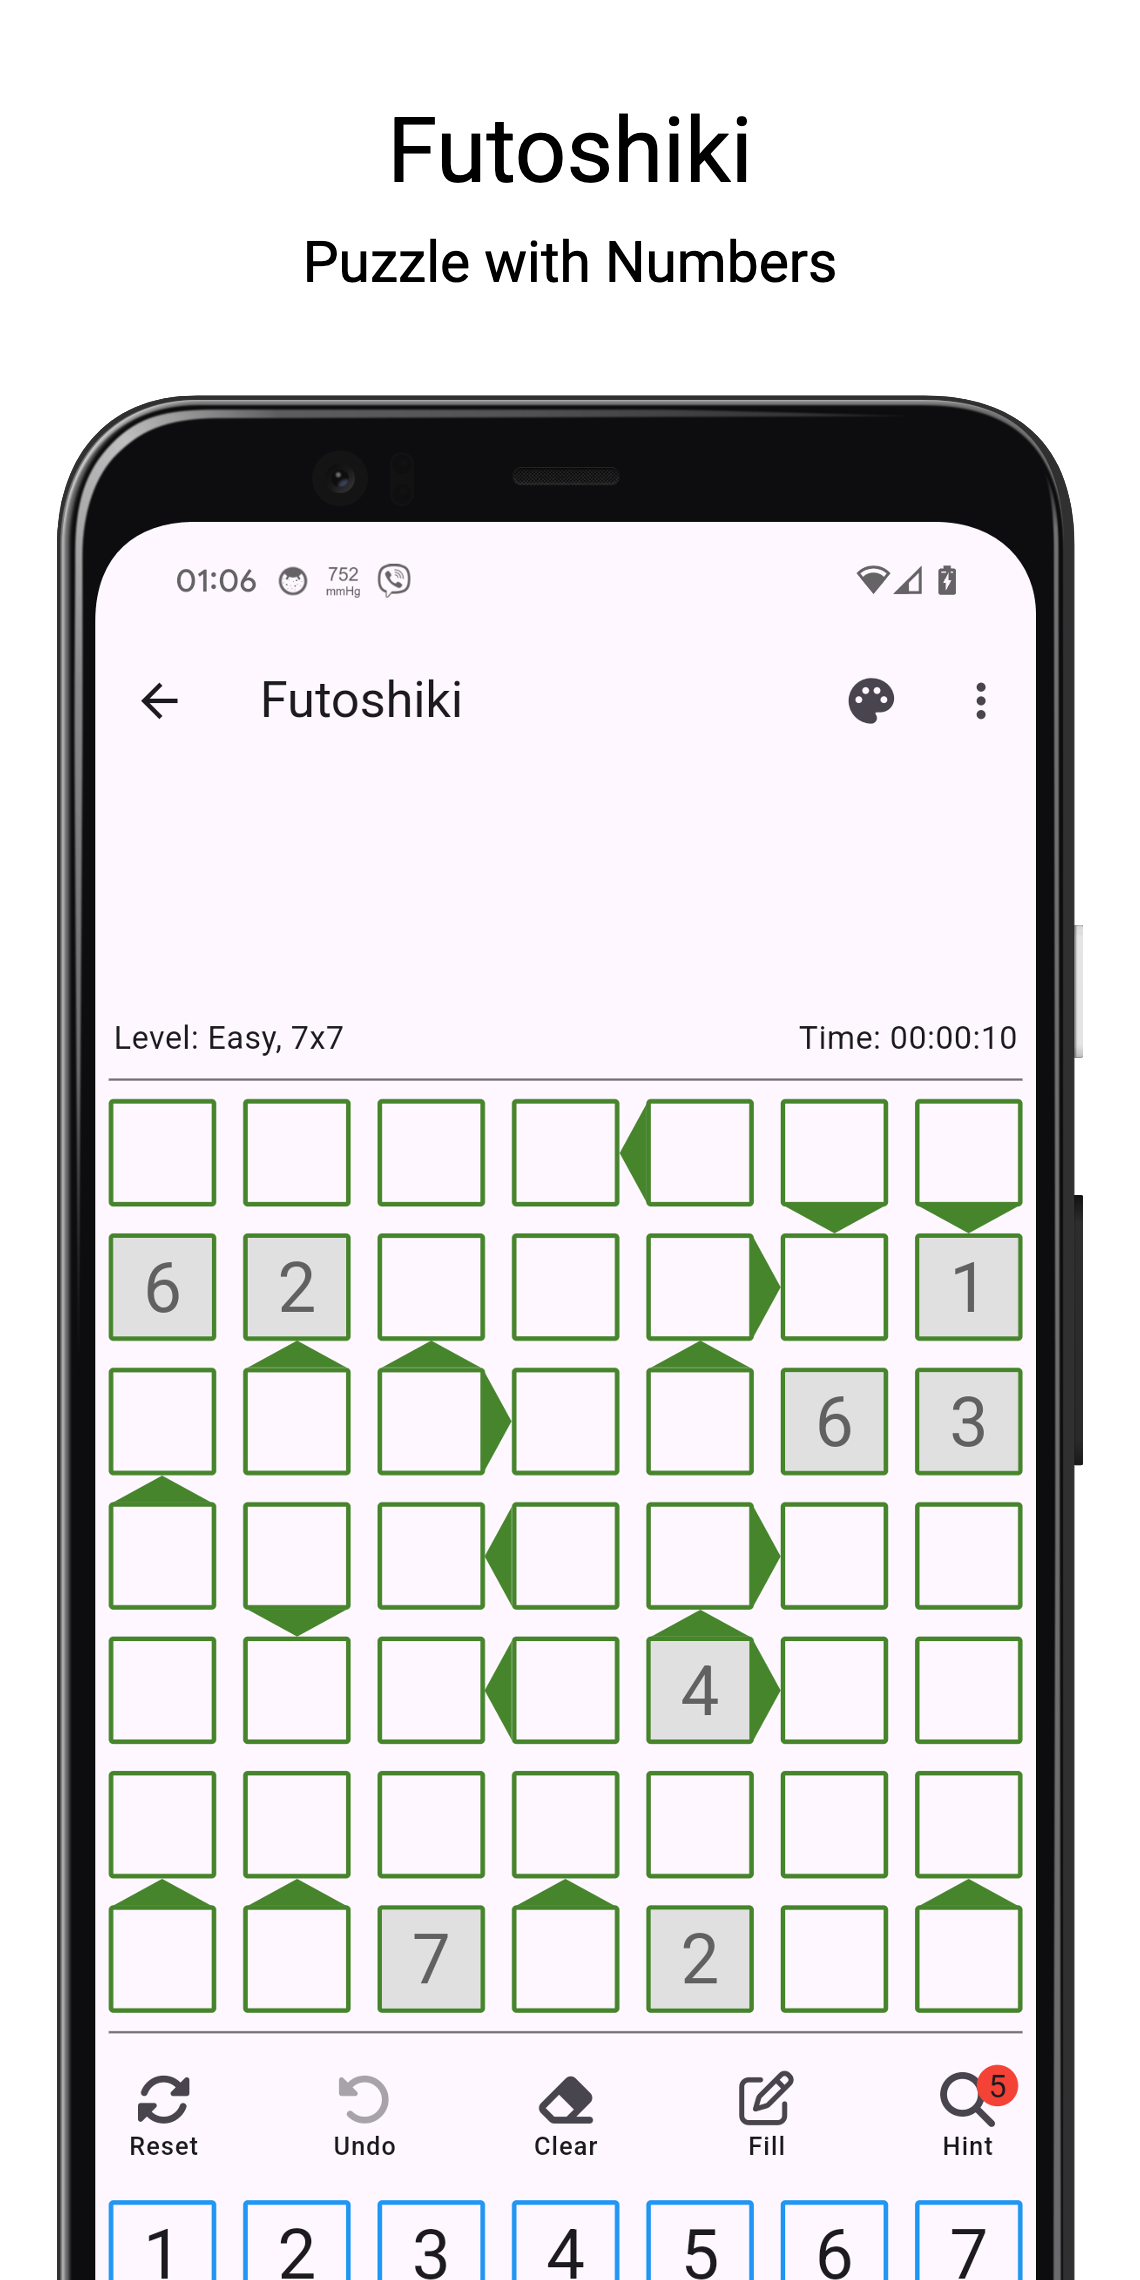 Futoshiki
Puzzle with Numbers
01:06 752 mmHg
Futoshiki
Level: Easy, 7x7 Time: 00:00:10
6 2 1
6 3
4
7 2
5
Reset Undo Clear Fill Hint
1 2 3 4 5 6 7